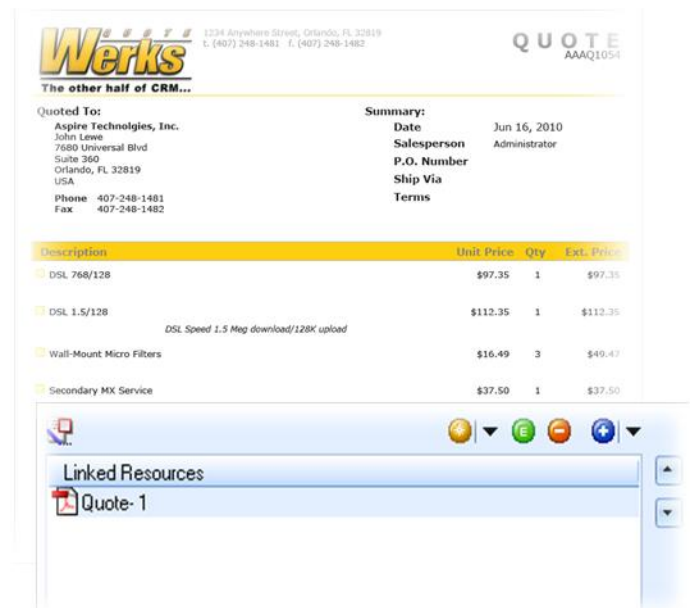 QUOTE
Werks
The other half of CRM...
1234 Anywhere Street, Orlando, FL 32819
t. (407) 248-1481 f. (407) 248-1482
QUOTE
AAAQ1054
Quoted To:
Aspire Technolgies, Inc.
John Lewe
7680 Universal Blvd
Suite 360
Orlando, FL 32819
USA
Phone 407-248-1481
Fax 407-248-1482
Summary:
Date Jun 16, 2010
Salesperson Administrator
P.O. Number
Ship Via
Terms
Description Unit Price Qty Ext. Price
DSL 768/128 $97.35 1 $97.35
DSL 1.5/128 $112.35 1 $112.35
DSL Speed 1.5 Meg download/128K upload
Wall-Mount Micro Filters $16.49 3 $49.47
Secondary MX Service $37.50 1 $37.50
E
Linked Resources
Quote- 1